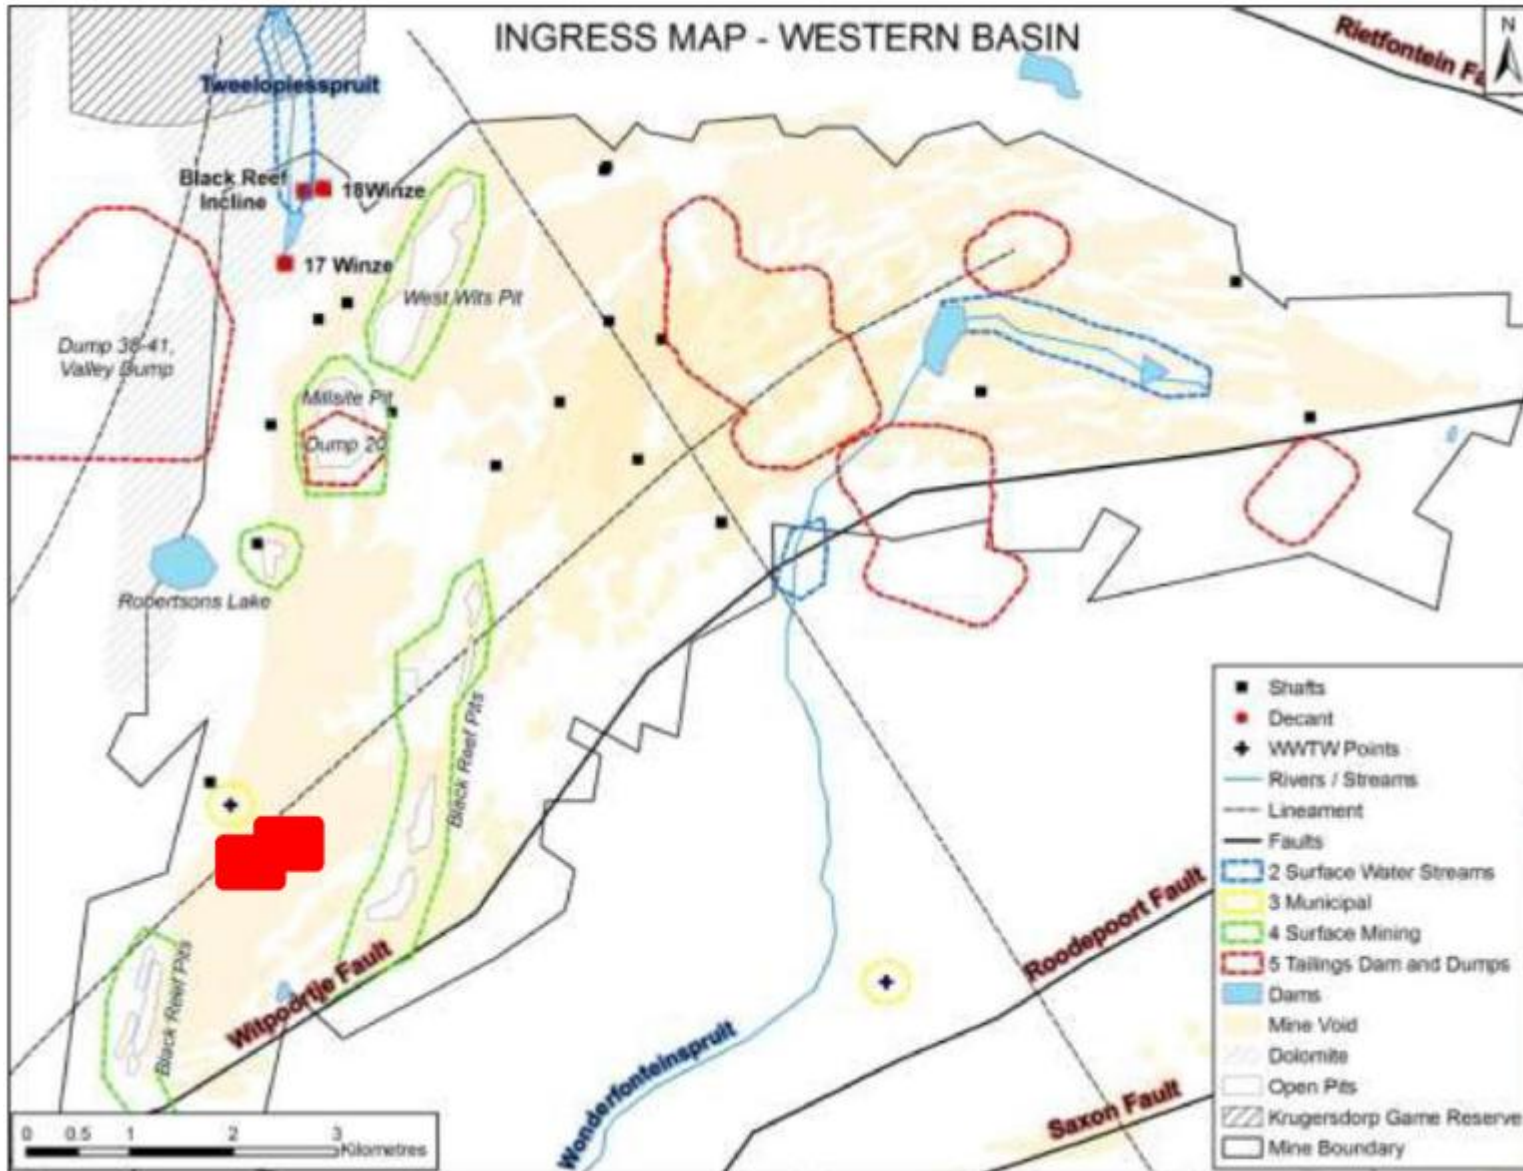 INGRESS MAP - WESTERN BASIN
Rietfontein Fa
N
Tweelopiesspruit
Black Reef
Incline
18Winze
17 Winze
West Wits Pit
Dump 38-41,
Valley Dump
Millsite Pit
Dump 20
Robertsons Lake
Black Reef Pits
Black Reef Pits
Witpoortje Fault
Wonderfonteinspruit
Roodepoort Fault
Saxon Fault
Shafts
Decant
WWTW Points
Rivers / Streams
Lineament
Faults
2 Surface Water Streams
3 Municipal
4 Surface Mining
5 Tailings Dam and Dumps
Dams
Mine Void
Dolomite
Open Pits
Krugersdorp Game Reserve
Mine Boundary
0 0.5 1 2 3
Kilometres